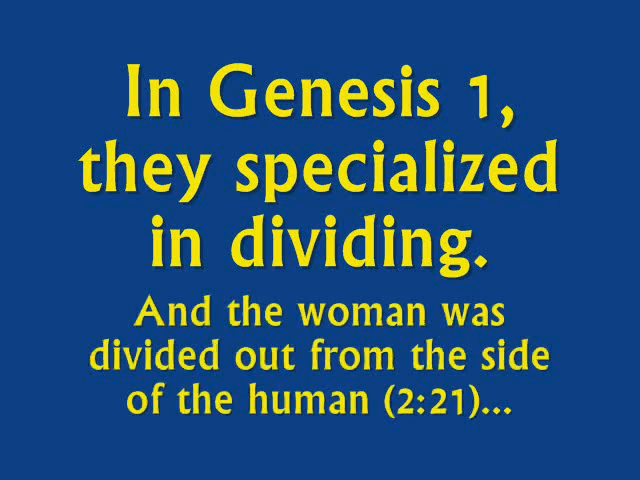 In Genesis 1,
they specialized
in dividing.
And the woman was
divided out from the side
of the human (2:21)...